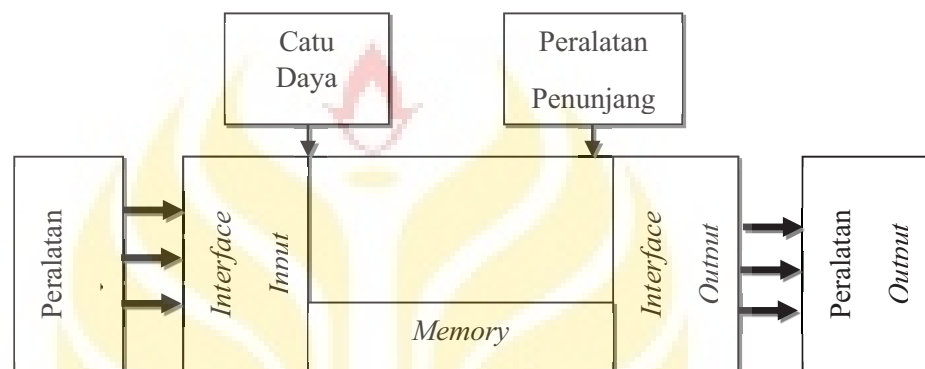 Catu
Daya
Peralatan
Penunjang
Peralatan
Interface
Input
Memory
Interface
Output
Peralatan
Output